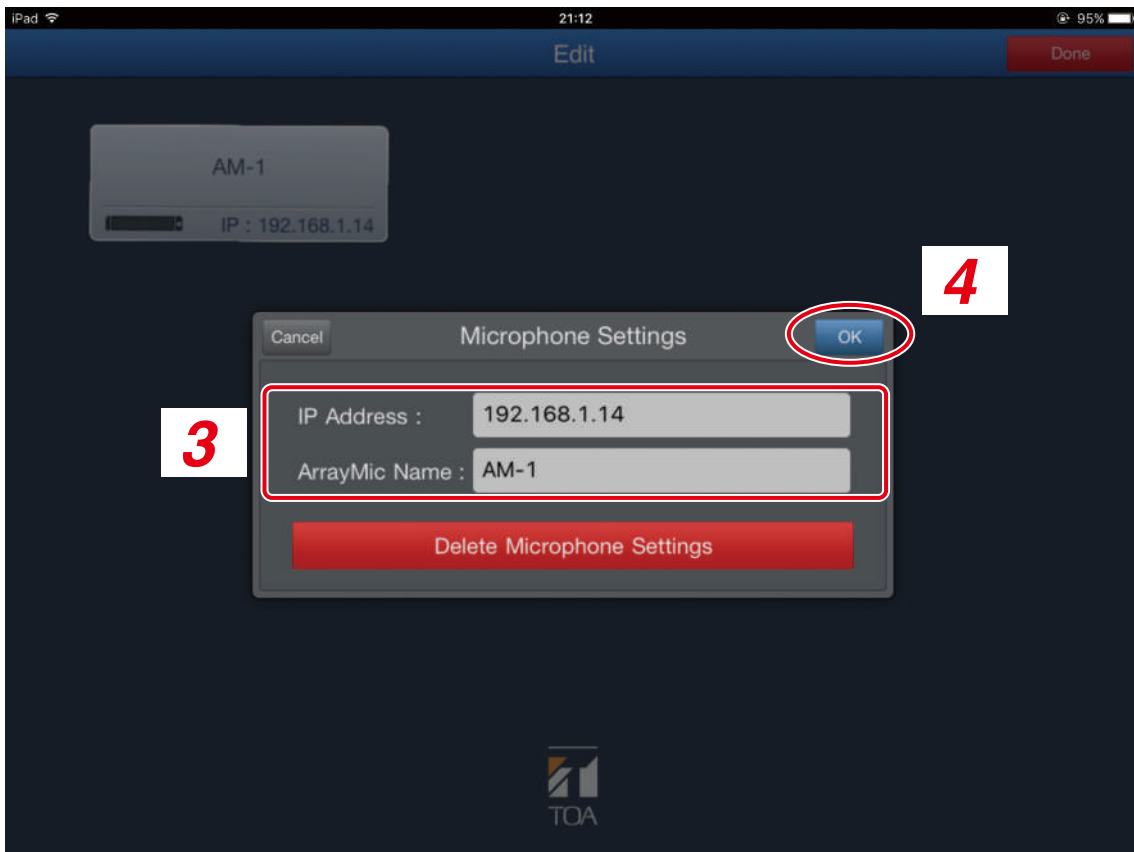 iPad 21:12 95%
Edit Done
AM-1
IP : 192.168.1.14
4
Cancel Microphone Settings OK
3
IP Address : 192.168.1.14
ArrayMic Name : AM-1
Delete Microphone Settings
TOA